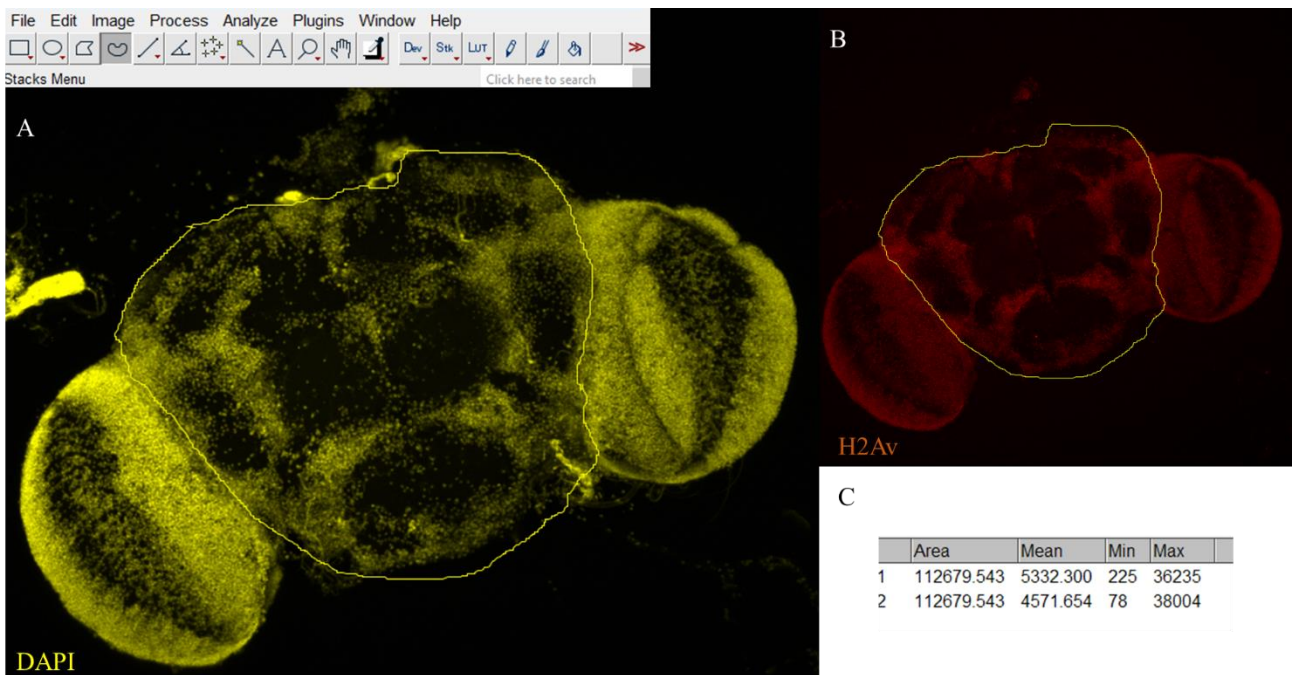 File Edit Image Process Analyze Plugins Window Help
A Dev Stk LUT >>
Stacks Menu
Click here to search
A
DAPI
B
H2Av
C
Area Mean Min Max
1 112679.543 5332.300 225 36235
2 112679.543 4571.654 78 38004